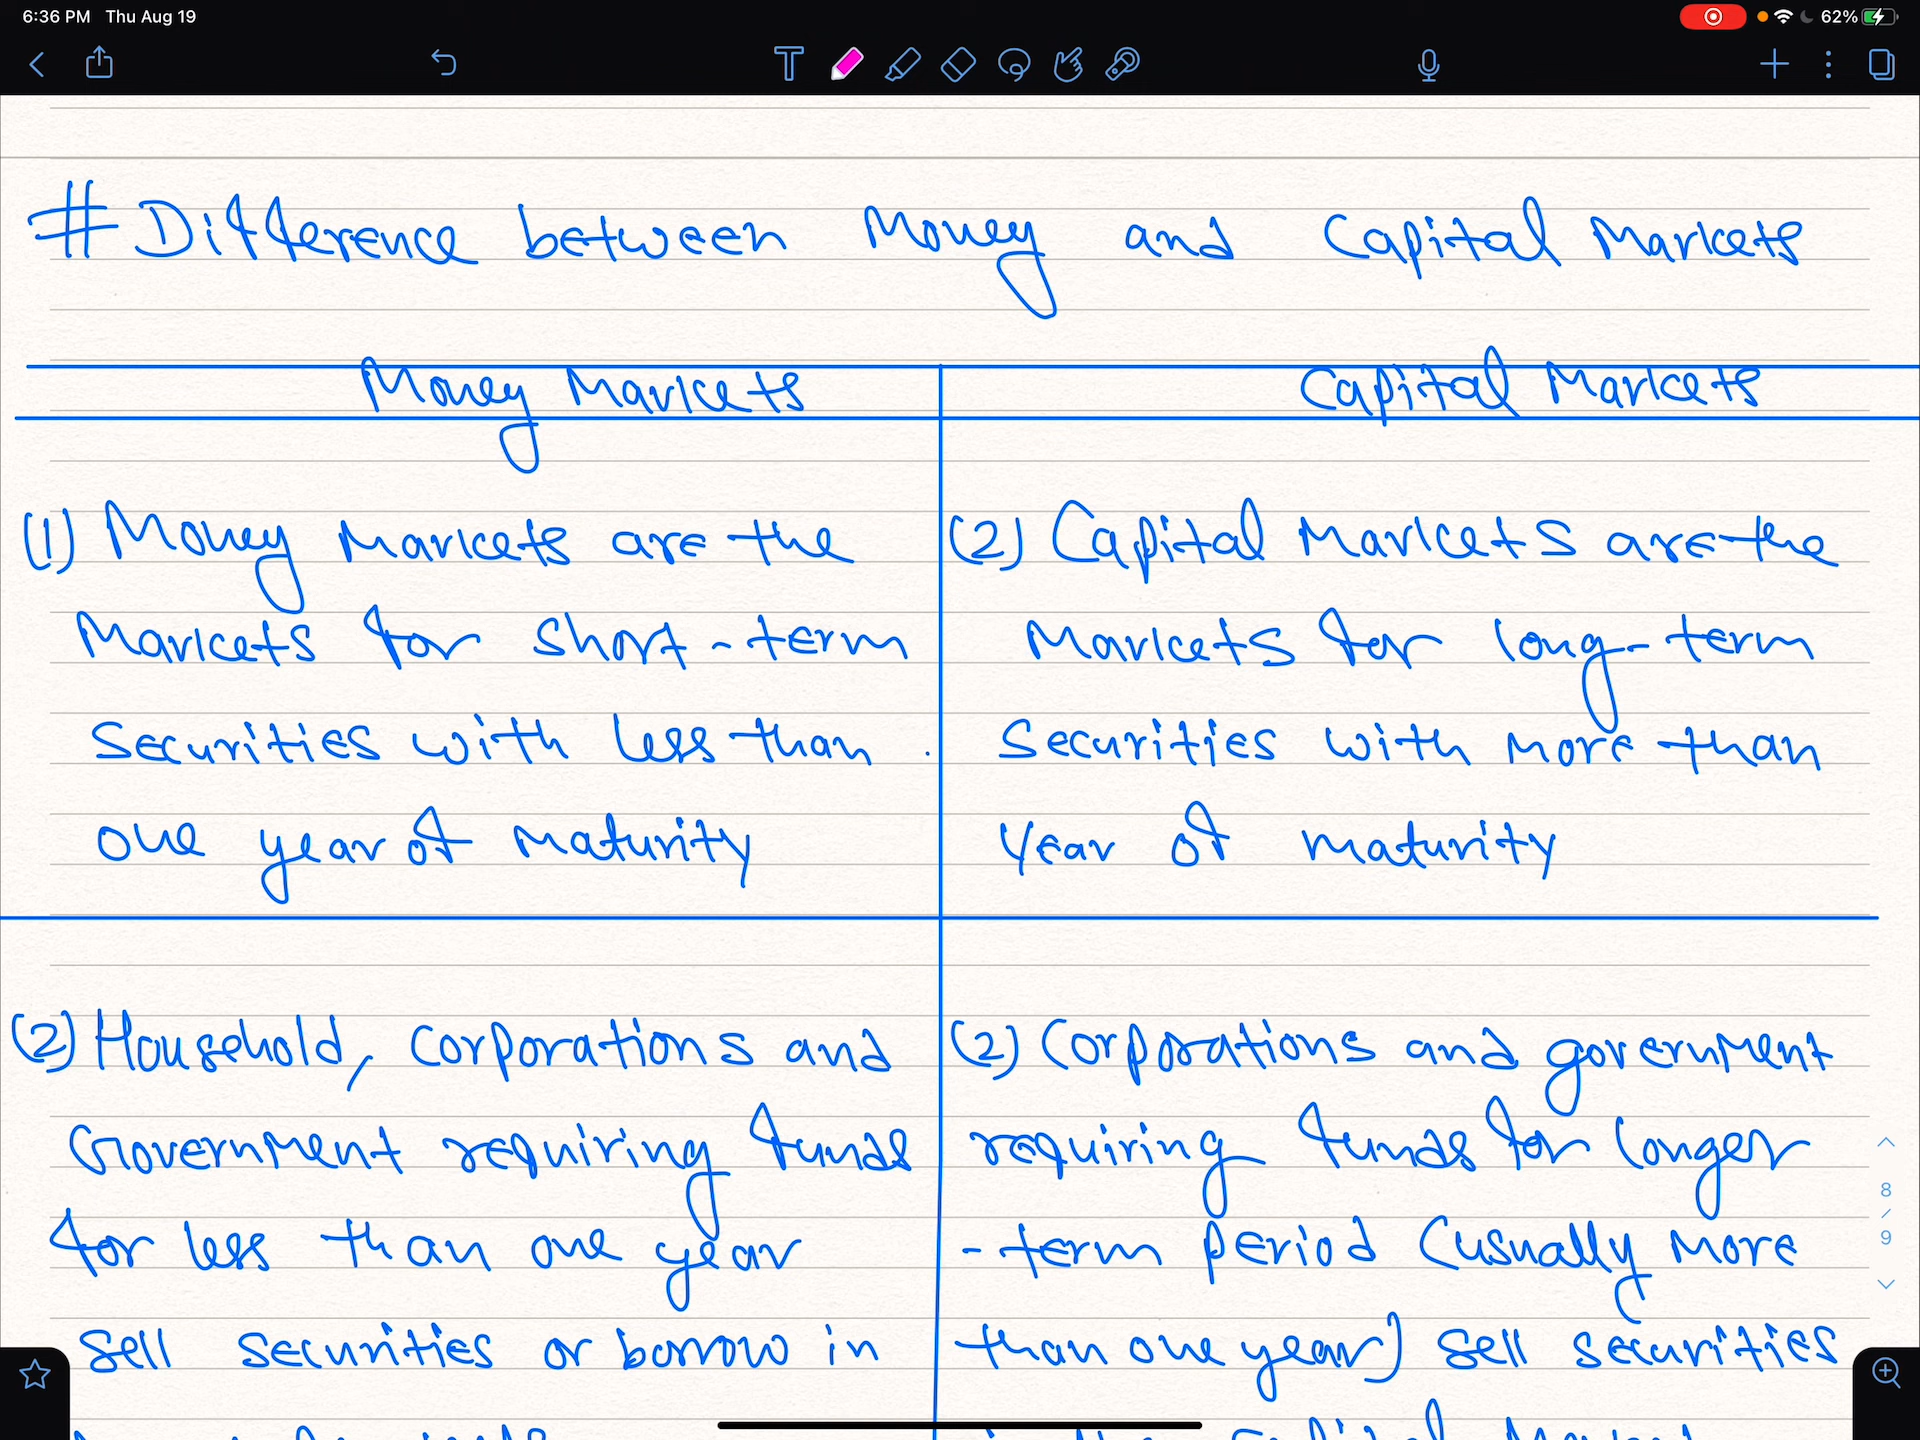 6:36 PM Thu Aug 19
62%
# Difference between Money and Capital Markets
Money Markets
Capital Markets
(1) Money Markets are the
Markets for short-term
securities with less than
one year of maturity
(2) Capital Markets are the
Markets for long-term
securities with more than
year of maturity
(2) Household, corporations and
Government requiring funds
for less than one year
sell securities or borrow in
(2) Corporations and government
requiring funds for longer
-term period (usually more
than one year) sell securities
8
/
9